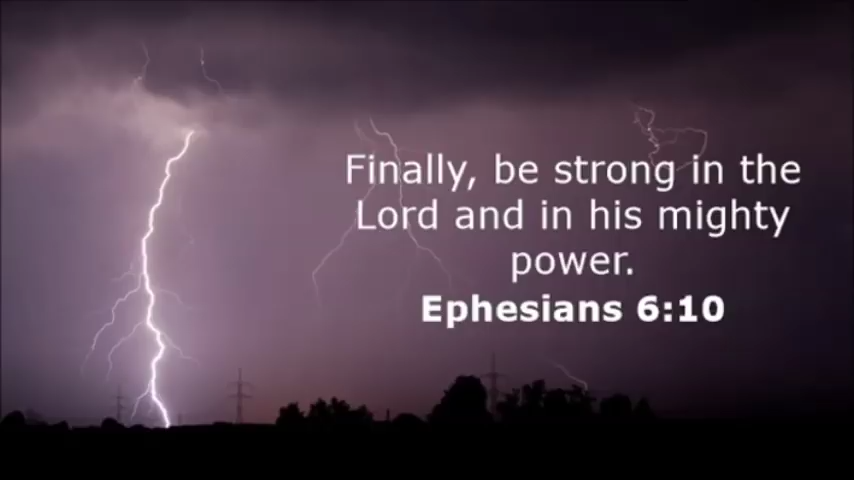 Finally, be strong in the
Lord and in his mighty
power.
Ephesians 6:10